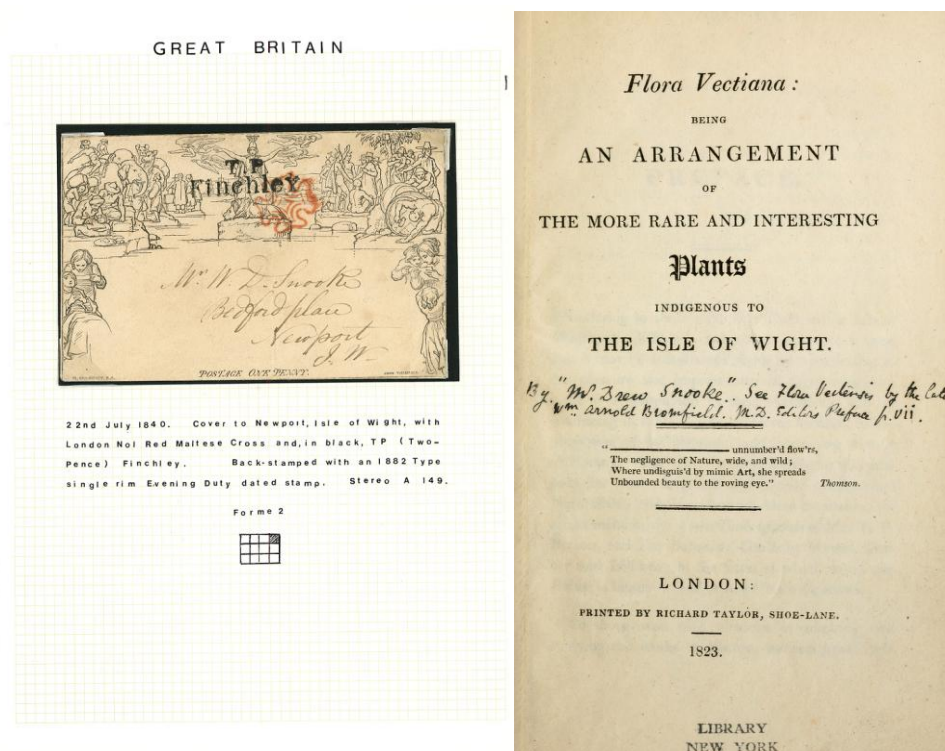 GREAT BRITAIN
T.P
Finchley
Mr W. D. Snooke
Bedford place
Newport
I. W.
POSTAGE ONE PENNY.
22nd July 1840. Cover to Newport, Isle of Wight, with
London No1 Red Maltese Cross and, in black, TP (Two-
Pence) Finchley. Back-stamped with an 1882 Type
single rim Evening Duty dated stamp. Stereo A 149.
Forme 2
Flora Vectiana:
BEING
AN ARRANGEMENT
OF
THE MORE RARE AND INTERESTING
Plants
INDIGENOUS TO
THE ISLE OF WIGHT.
By "Mr. Drew Snooke". See Flora Vectensis by the late
Wm Arnold Bromfield. M.D. Editors Preface p. vii.
"———— unnumber'd flow'rs,
The negligence of Nature, wide, and wild;
Where undisguis'd by mimic Art, she spreads
Unbounded beauty to the roving eye." Thomson.
LONDON:
PRINTED BY RICHARD TAYLOR, SHOE-LANE.
1823.
LIBRARY
NEW YORK